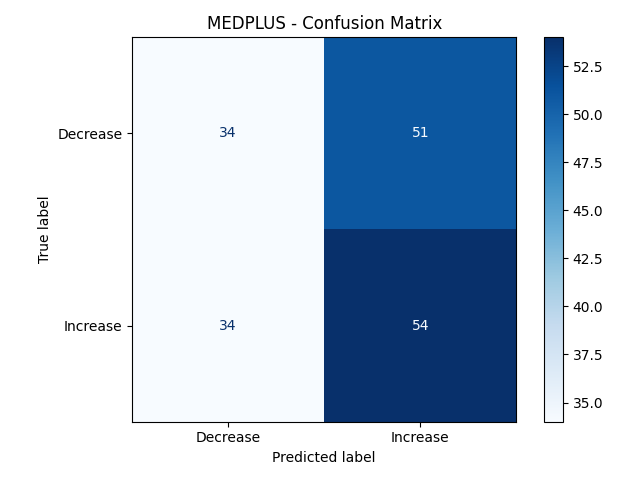 MEDPLUS - Confusion Matrix
True label
Decrease
34
51
Increase
34
54
Decrease
Increase
Predicted label
52.5
50.0
47.5
45.0
42.5
40.0
37.5
35.0